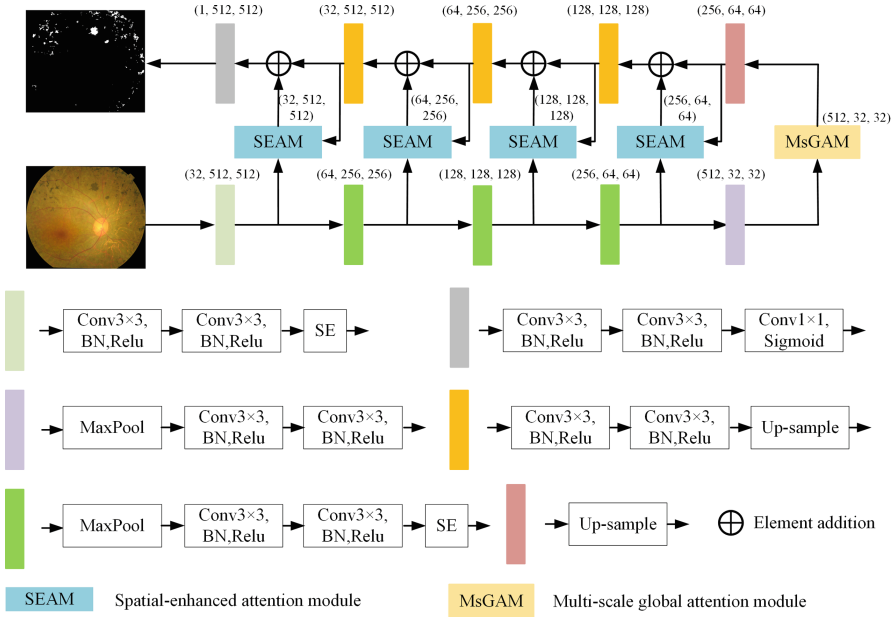 (1, 512, 512)
(32, 512, 512)
(64, 256, 256)
(128, 128, 128)
(256, 64, 64)
(32, 512,
512)
(64, 256,
256)
(128, 128,
128)
(256, 64,
64)
(512, 32, 32)
SEAM
SEAM
SEAM
SEAM
MsGAM
(32, 512, 512)
(64, 256, 256)
(128, 128, 128)
(256, 64, 64)
(512, 32, 32)
Conv3×3,
BN,Relu
Conv3×3,
BN,Relu
SE
Conv3×3,
BN,Relu
Conv3×3,
BN,Relu
Conv1×1,
Sigmoid
MaxPool
Conv3×3,
BN,Relu
Conv3×3,
BN,Relu
Conv3×3,
BN,Relu
Conv3×3,
BN,Relu
Up-sample
MaxPool
Conv3×3,
BN,Relu
Conv3×3,
BN,Relu
SE
Up-sample
Element addition
SEAM
Spatial-enhanced attention module
MsGAM
Multi-scale global attention module